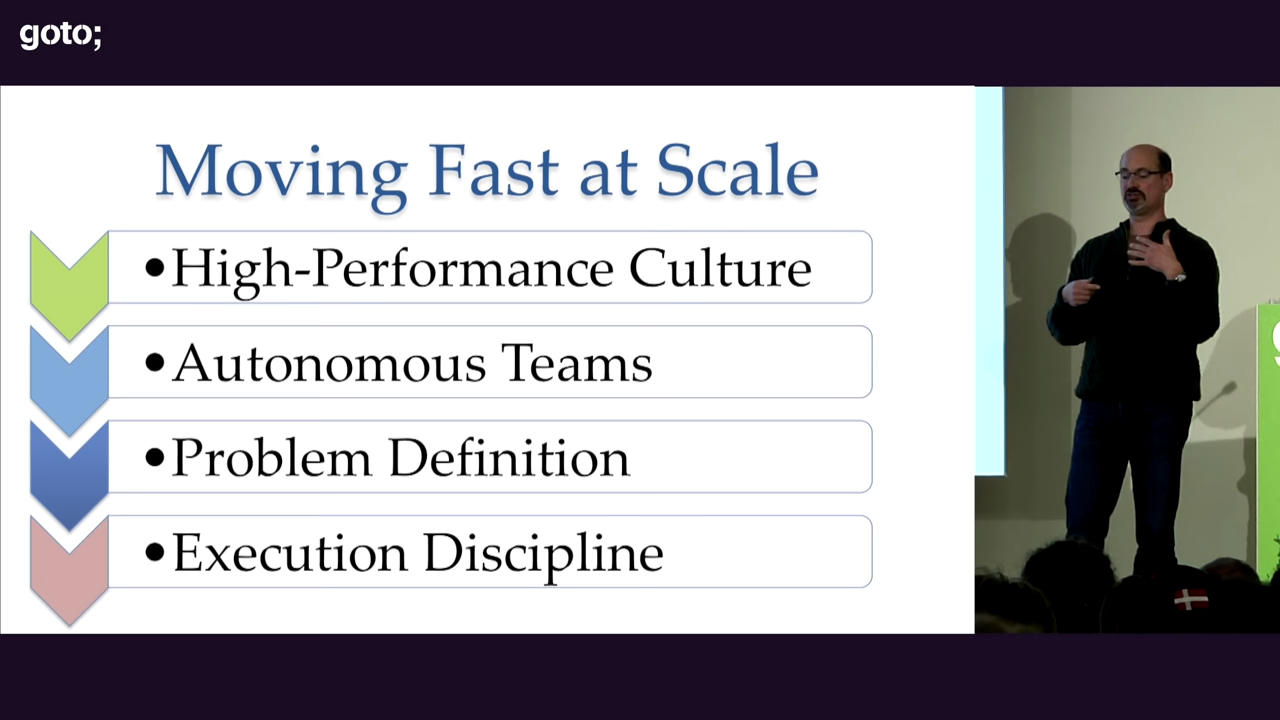 goto;
Moving Fast at Scale
•High-Performance Culture
•Autonomous Teams
•Problem Definition
•Execution Discipline